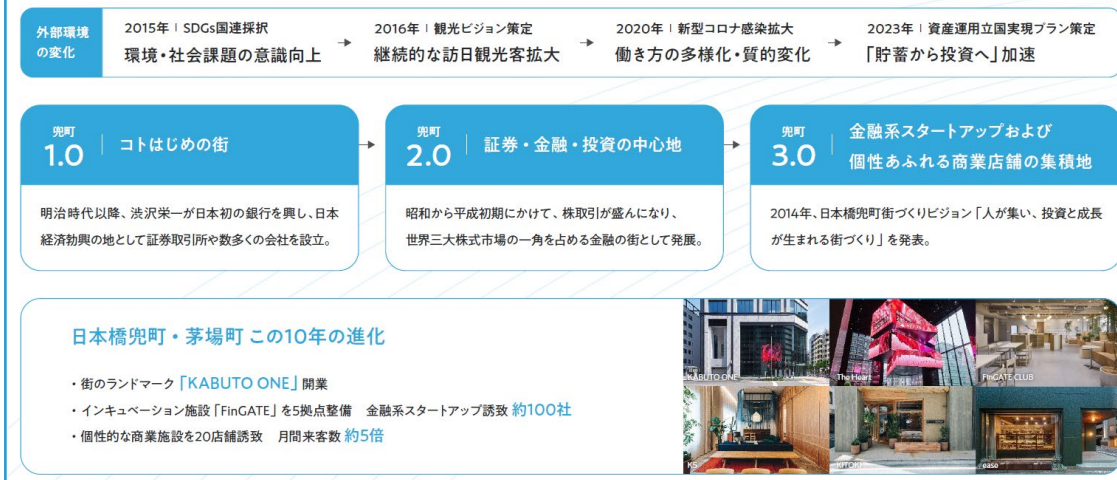 外部環境
の変化
2015年 | SDGs国連採択
環境・社会課題の意識向上
→
2016年 | 観光ビジョン策定
継続的な訪日観光客拡大
→
2020年 | 新型コロナ感染拡大
働き方の多様化・質的変化
→
2023年 | 資産運用立国実現プラン策定
「貯蓄から投資へ」加速
兜町
1.0
コトはじめの街
明治時代以降、渋沢栄一が日本初の銀行を興し、日本
経済勃興の地として証券取引所や数多くの会社を設立。
兜町
2.0
証券・金融・投資の中心地
昭和から平成初期にかけて、株取引が盛んになり、
世界三大株式市場の一角を占める金融の街として発展。
兜町
3.0
金融系スタートアップおよび
個性あふれる商業店舗の集積地
2014年、日本橋兜町街づくりビジョン「人が集い、投資と成長
が生まれる街づくり」を発表。
日本橋兜町・茅場町 この10年の進化
・街のランドマーク「KABUTO ONE」開業
・インキュベーション施設「FinGATE」を5拠点整備 金融系スタートアップ誘致 約100社
・個性的な商業施設を20店舗誘致 月間来客数 約5倍
KABUTO ONE
The Heart
FinGATE CLUB
K5
KITOKA
ease